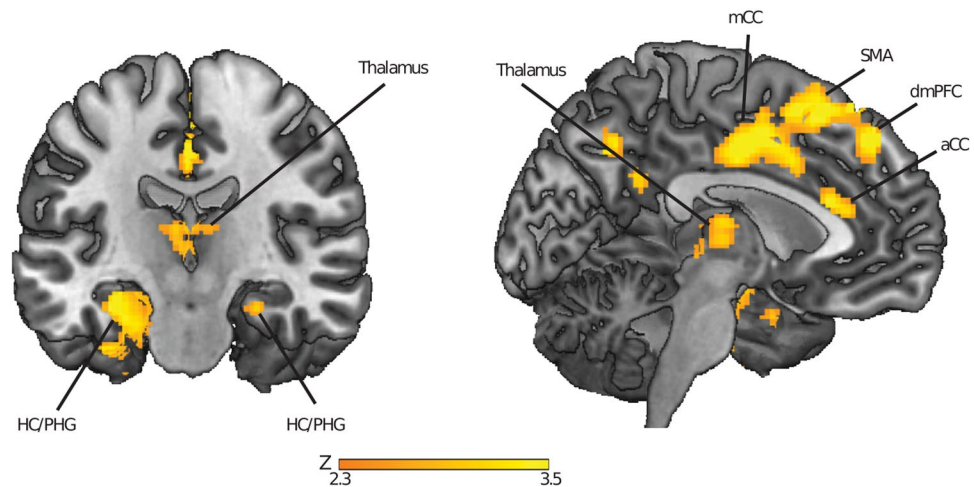 mCC
Thalamus
Thalamus
SMA
dmPFC
aCC
HC/PHG
HC/PHG
Z
2.3
3.5